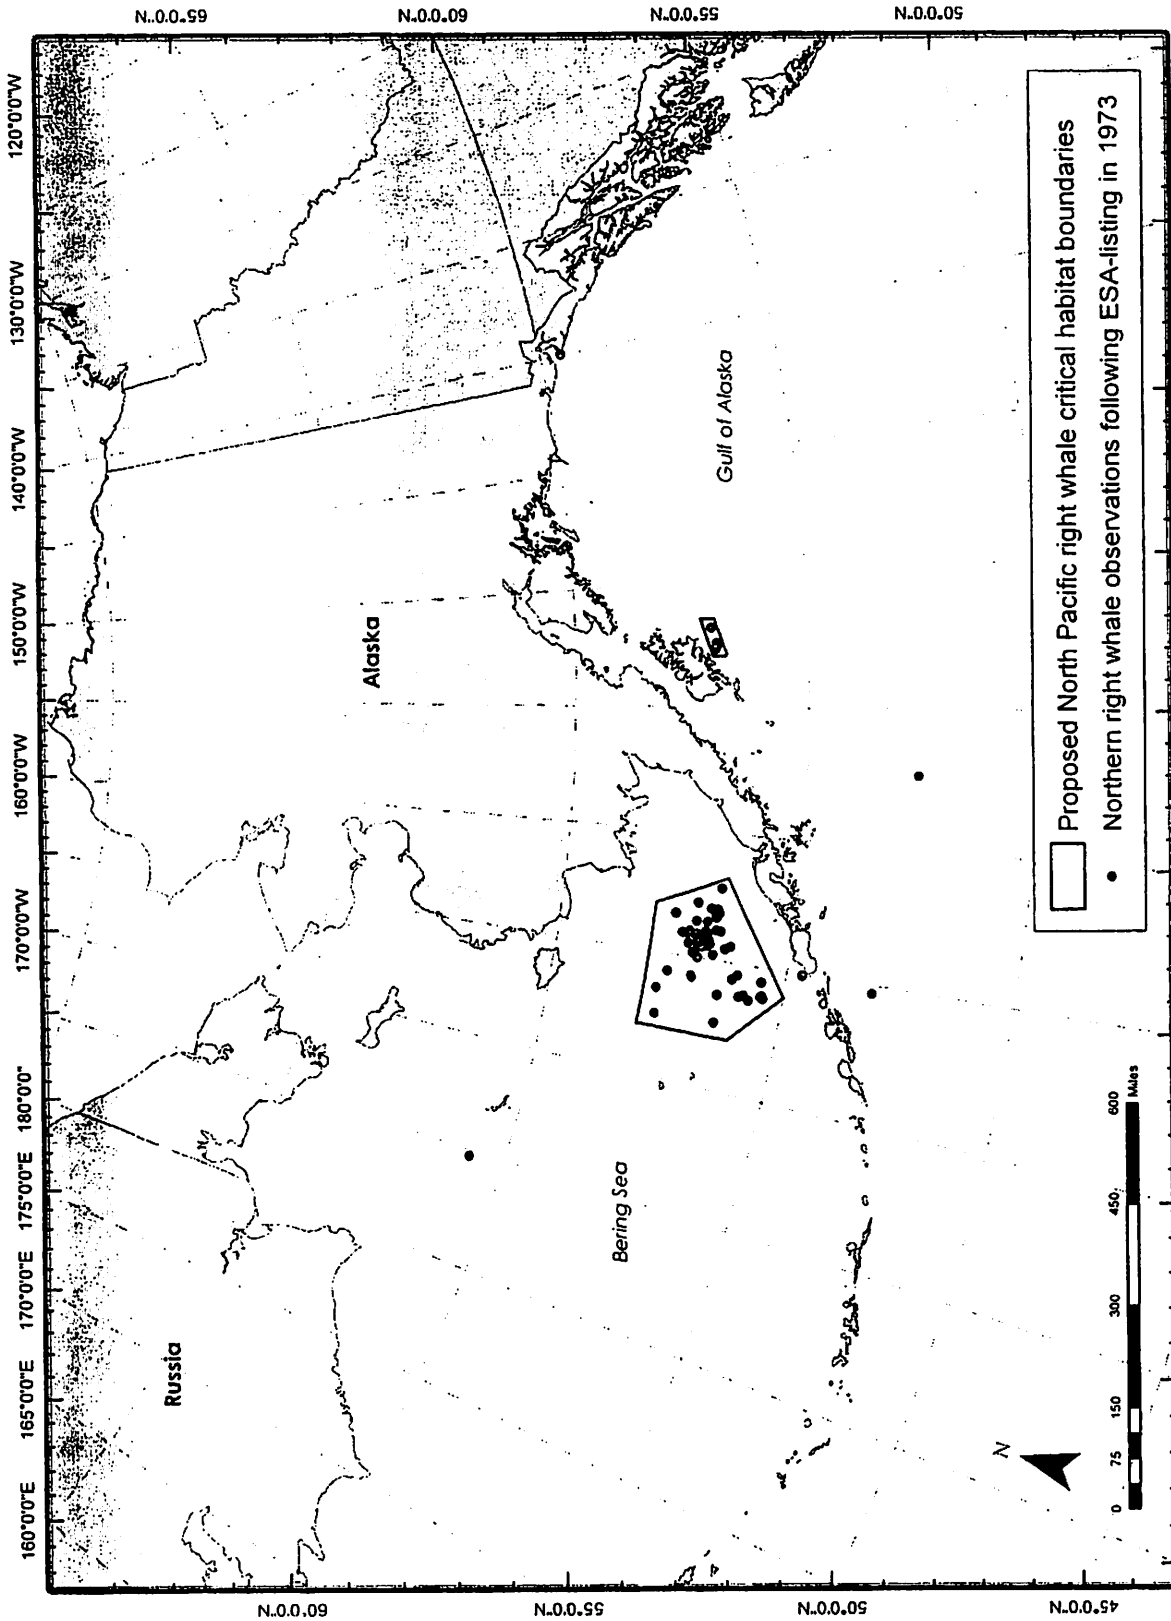 120°0'0"W
130°0'0"W
140°0'0"W
150°0'0"W
160°0'0"W
170°0'0"W
180°0'0"
175°0'0"E
170°0'0"E
165°0'0"E
160°0'0"E
65°0'0"N
60°0'0"N
55°0'0"N
50°0'0"N
60°0'0"N
55°0'0"N
50°0'0"N
45°0'0"N
Russia
Alaska
Bering Sea
Gulf of Alaska
N
0 75 150 300 450 600
Miles
Proposed North Pacific right whale critical habitat boundaries
Northern right whale observations following ESA-listing in 1973